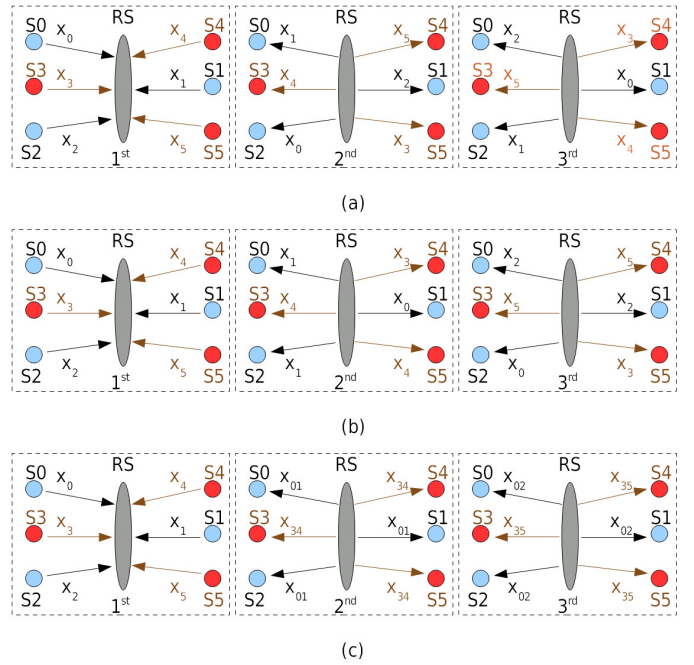 S0 x0 RS x4 S4
S3 x3 x1 S1
S2 x2 1st x5 S5
S0 x1 RS x5 S4
S3 x4 x2 S1
S2 x0 2nd x3 S5
S0 x2 RS x3 S4
S3 x5 x0 S1
S2 x1 3rd x4 S5
(a)
S0 x0 RS x4 S4
S3 x3 x1 S1
S2 x2 1st x5 S5
S0 x1 RS x3 S4
S3 x4 x0 S1
S2 x1 2nd x4 S5
S0 x2 RS x5 S4
S3 x5 x2 S1
S2 x0 3rd x3 S5
(b)
S0 x0 RS x4 S4
S3 x3 x1 S1
S2 x2 1st x5 S5
S0 x01 RS x34 S4
S3 x34 x01 S1
S2 x01 2nd x34 S5
S0 x02 RS x35 S4
S3 x35 x02 S1
S2 x02 3rd x35 S5
(c)